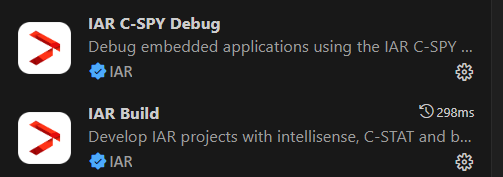 IAR C-SPY Debug
Debug embedded applications using the IAR C-SPY ...
IAR
IAR Build
298ms
Develop IAR projects with intellisense, C-STAT and b...
IAR